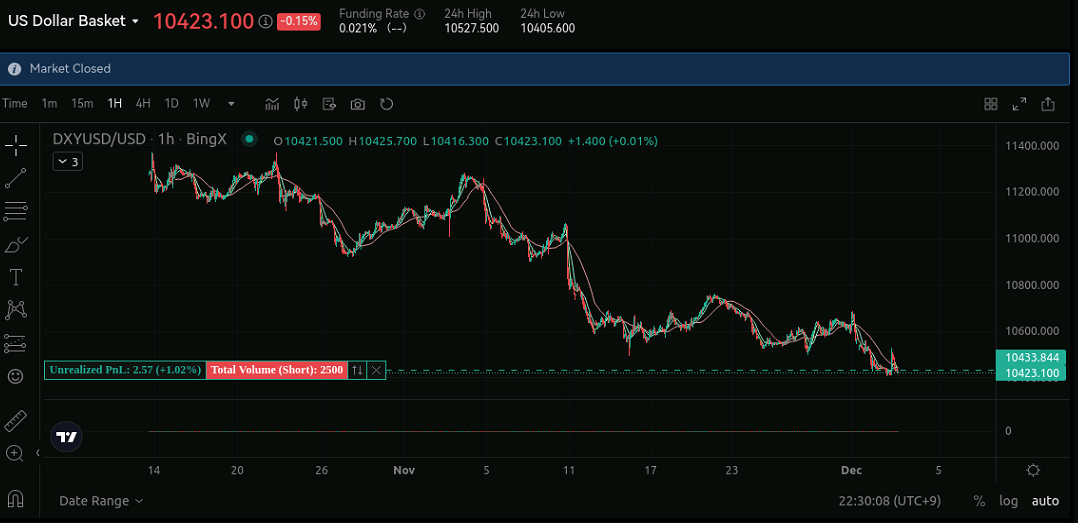 US Dollar Basket 10423.100 -0.15% Funding Rate 24h High 24h Low
0.021% (--) 10527.500 10405.600
Market Closed
Time 1m 15m 1H 4H 1D 1W
DXYUSD/USD · 1h · BingX O10421.500 H10425.700 L10416.300 C10423.100 +1.400 (+0.01%)
3
11400.000
11200.000
11000.000
10800.000
10600.000
10433.844
Unrealized PnL: 2.57 (+1.02%) Total Volume (Short): 2500
10423.100
0
14 20 26 Nov 5 11 17 23 Dec 5
Date Range 22:30:08 (UTC+9) % log auto